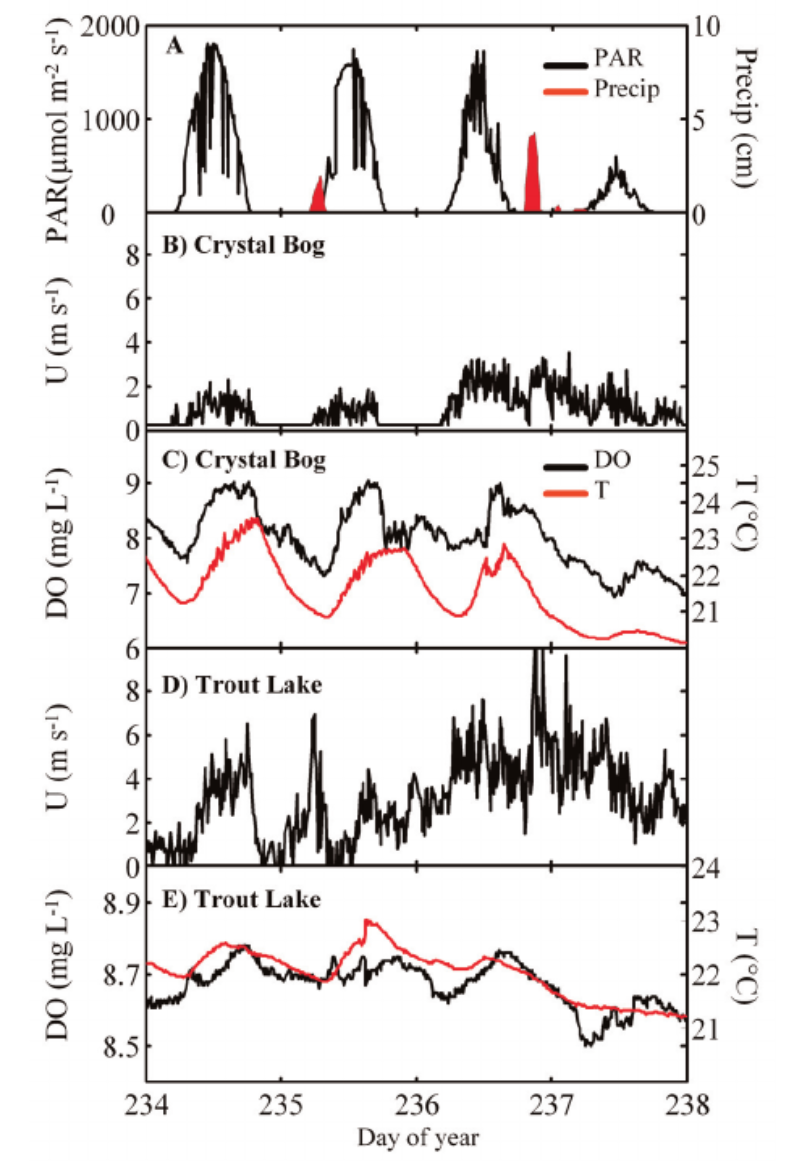 2000
1000
0
PAR(µmol m-2 s-1)
A
PAR
Precip
10
5
0
Precip (cm)
B) Crystal Bog
8
6
4
2
0
U (m s-1)
C) Crystal Bog
DO
T
9
8
7
6
DO (mg L-1)
25
24
23
22
21
T (°C)
D) Trout Lake
8
6
4
2
0
U (m s-1)
E) Trout Lake
8.9
8.7
8.5
DO (mg L-1)
24
23
22
21
T (°C)
234 235 236 237 238
Day of year